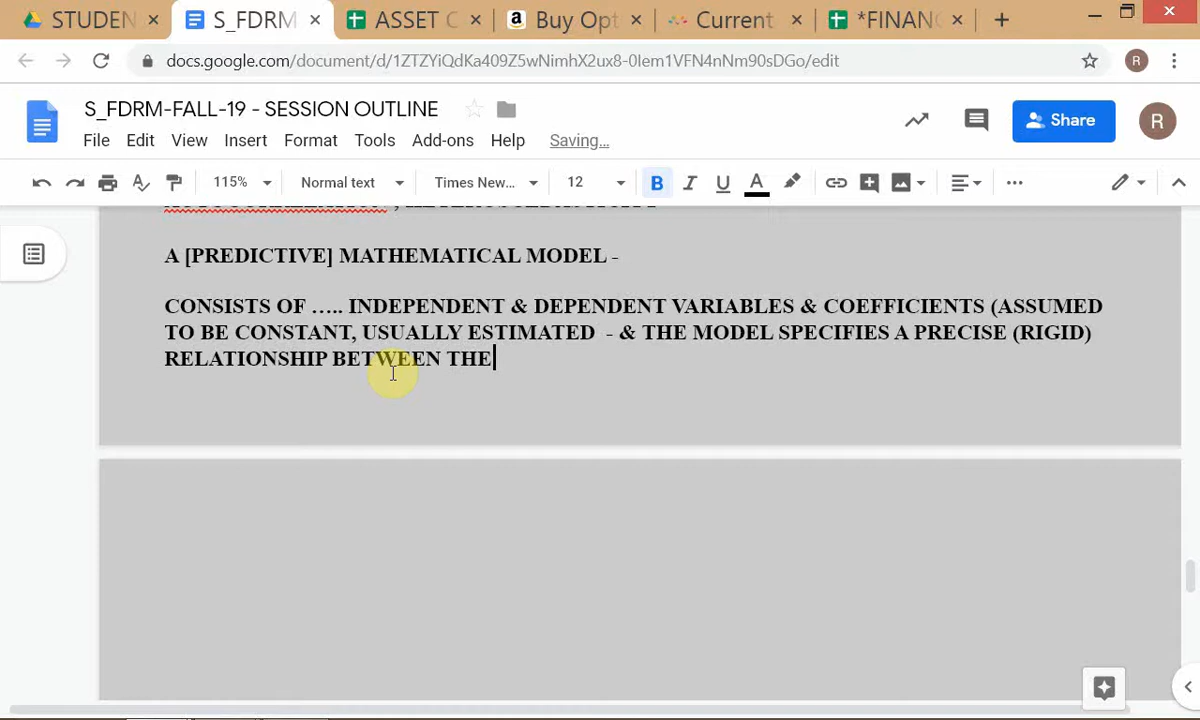 STUDEN
S_FDRM
ASSET C
Buy Opt
Current
*FINANC
docs.google.com/document/d/1ZTZYiQdKa409Z5wNimhX2ux8-0Iem1VFN4nNm90sDGo/edit
R
S_FDRM-FALL-19 - SESSION OUTLINE
File Edit View Insert Format Tools Add-ons Help Saving...
Share
R
115% Normal text Times New... 12 B I U A
A [PREDICTIVE] MATHEMATICAL MODEL -
CONSISTS OF ..... INDEPENDENT & DEPENDENT VARIABLES & COEFFICIENTS (ASSUMED
TO BE CONSTANT, USUALLY ESTIMATED - & THE MODEL SPECIFIES A PRECISE (RIGID)
RELATIONSHIP BETWEEN THE